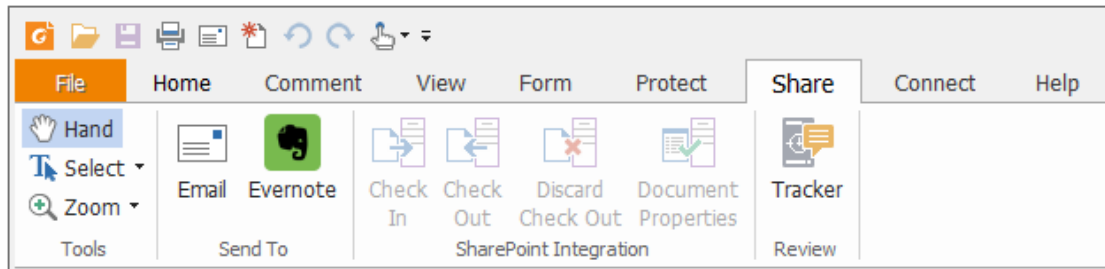 File Home Comment View Form Protect Share Connect Help
Hand
Select
Zoom
Tools
Email Evernote
Send To
Check In Check Out Discard Check Out Document Properties
SharePoint Integration
Tracker
Review